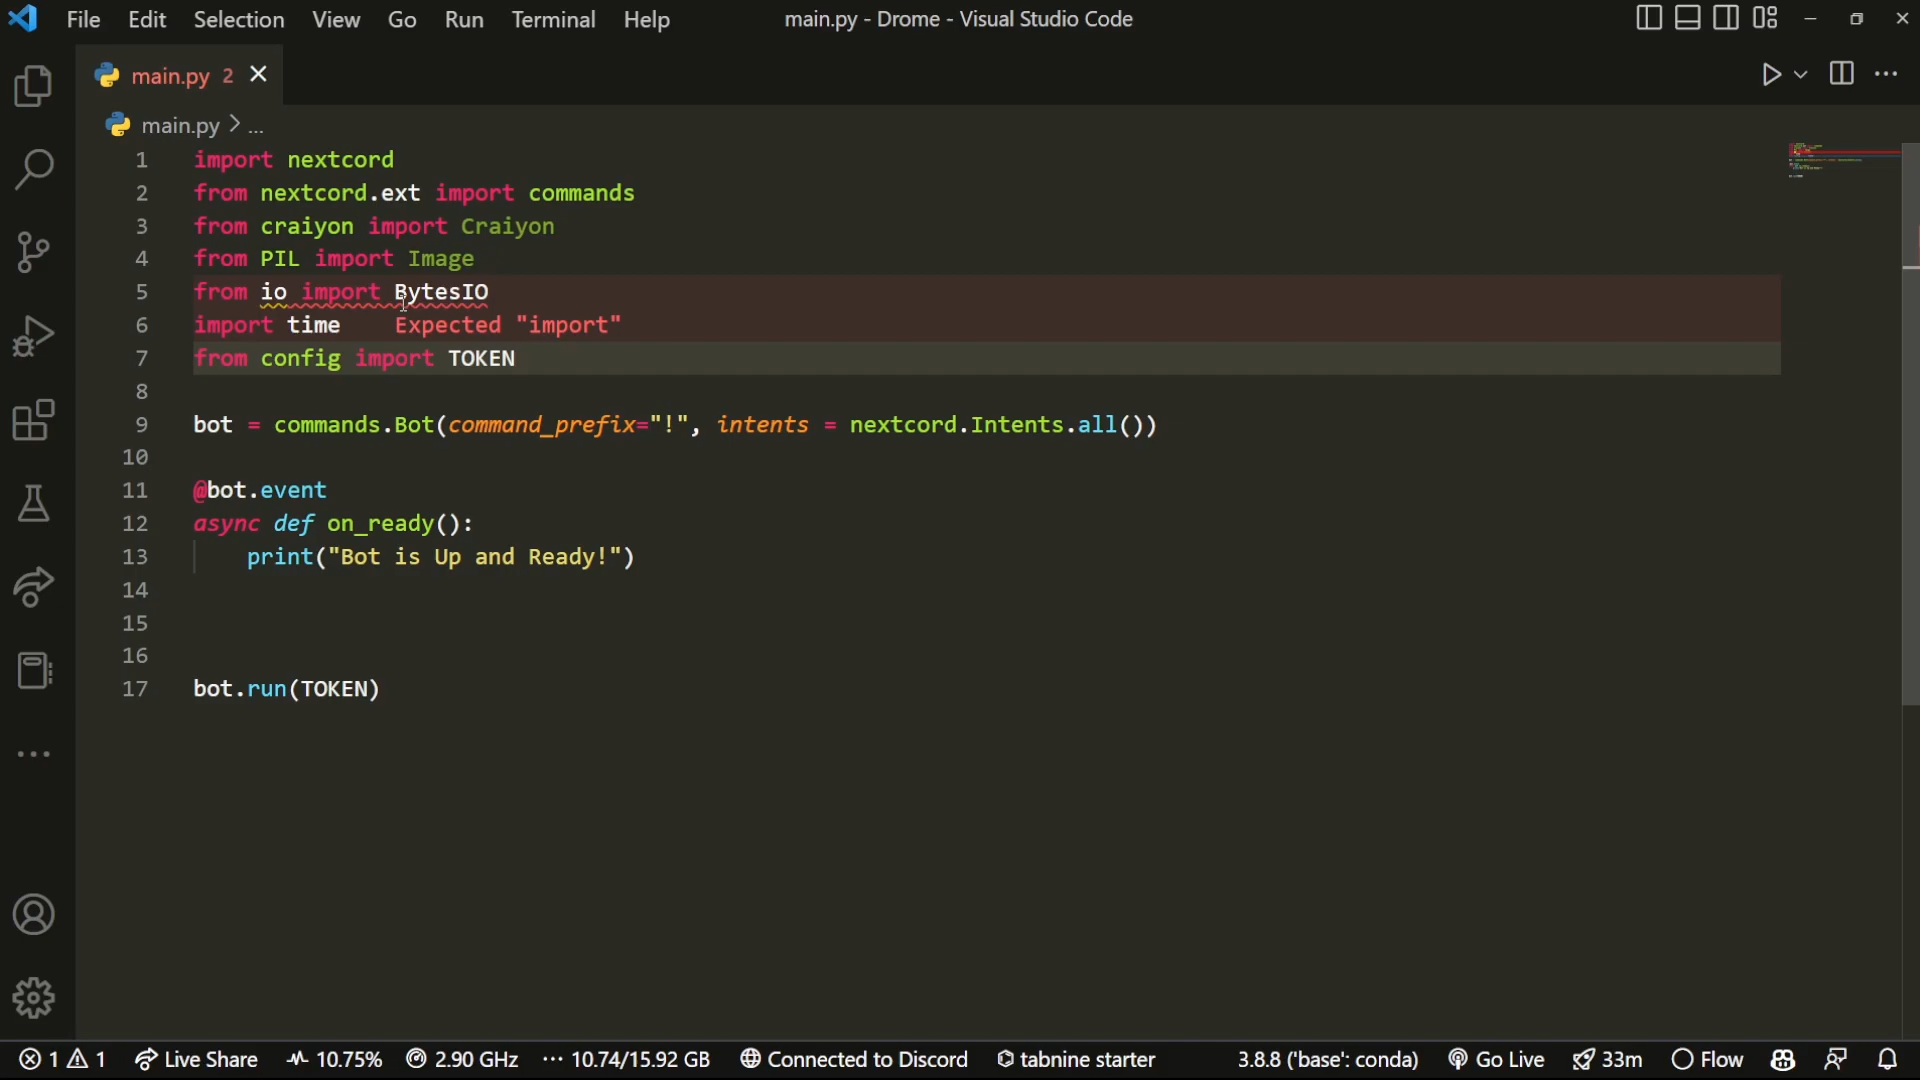 File Edit Selection View Go Run Terminal Help main.py - Drome - Visual Studio Code
main.py 2
main.py > ...
1 import nextcord
2 from nextcord.ext import commands
3 from craiyon import Craiyon
4 from PIL import Image
5 from io import BytesIO
6 import time Expected "import"
7 from config import TOKEN
8
9 bot = commands.Bot(command_prefix="!", intents = nextcord.Intents.all())
10
11 @bot.event
12 async def on_ready():
13 print("Bot is Up and Ready!")
14
15
16
17 bot.run(TOKEN)
1 1 Live Share 10.75% 2.90 GHz ··· 10.74/15.92 GB Connected to Discord tabnine starter 3.8.8 ('base': conda) Go Live 33m Flow